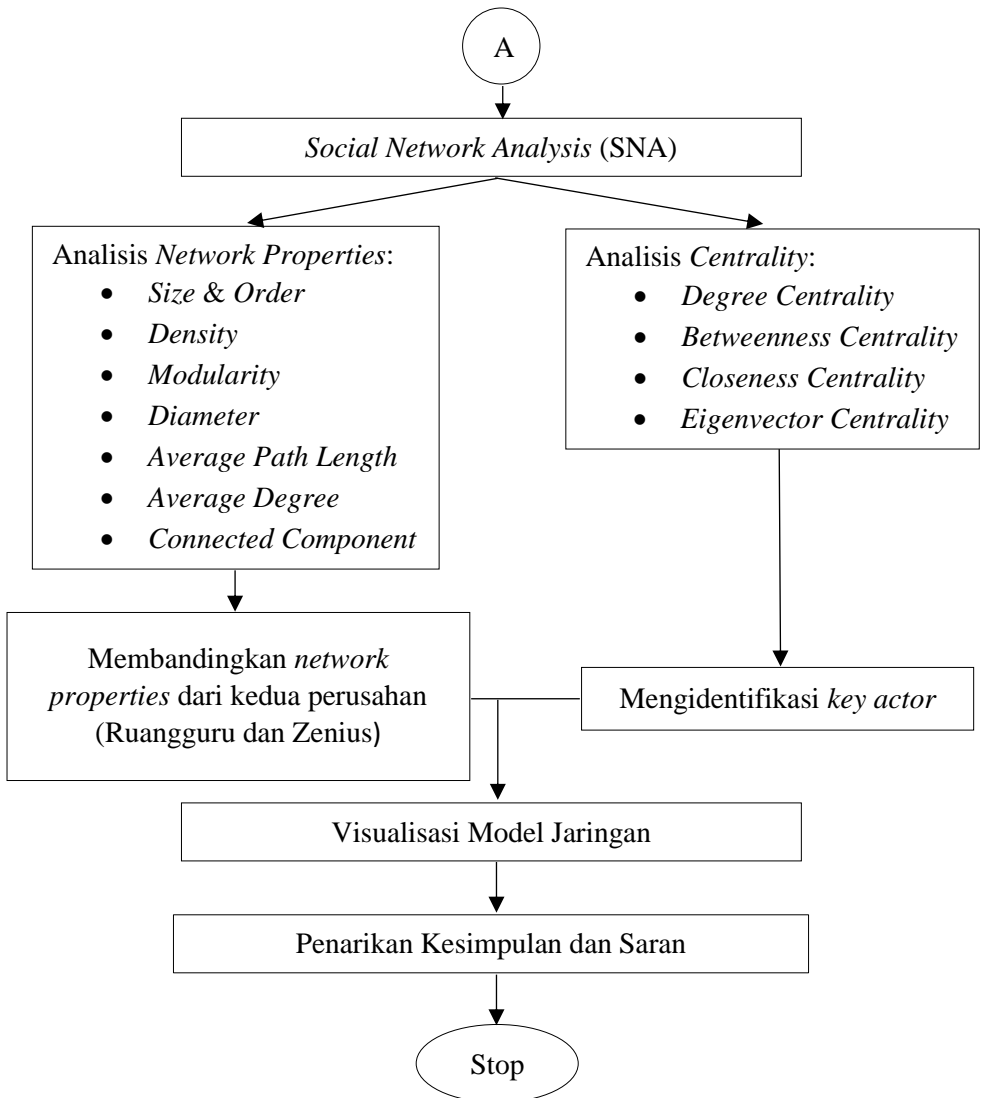 A
Social Network Analysis (SNA)
Analisis Network Properties:
• Size & Order
• Density
• Modularity
• Diameter
• Average Path Length
• Average Degree
• Connected Component
Analisis Centrality:
• Degree Centrality
• Betweenness Centrality
• Closeness Centrality
• Eigenvector Centrality
Membandingkan network
properties dari kedua perusahan
(Ruangguru dan Zenius)
Mengidentifikasi key actor
Visualisasi Model Jaringan
Penarikan Kesimpulan dan Saran
Stop